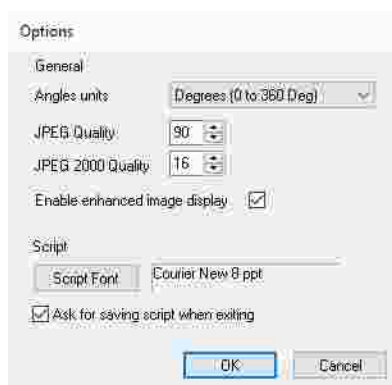 Options
General
Angles units Degrees (0 to 360 Deg)
JPEG Quality 90
JPEG 2000 Quality 16
Enable enhanced image display
Script
Script Font Courier New 8 ppt
Ask for saving script when exiting
OK Cancel